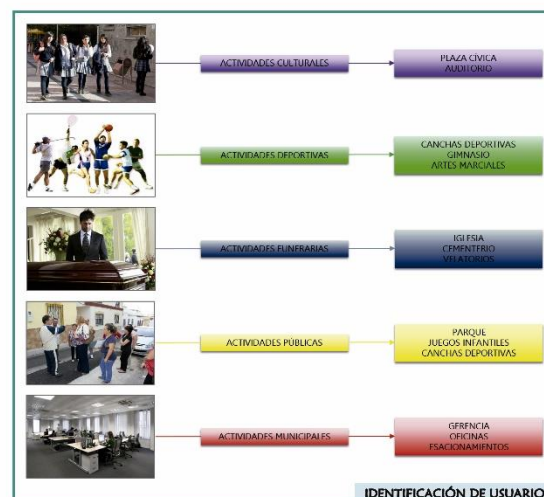 ACTIVIDADES CULTURALES
PLAZA CÍVICA
AUDITORIO
ACTIVIDADES DEPORTIVAS
CANCHAS DEPORTIVAS
GIMNASIO
ARTES MARCIALES
ACTIVIDADES FUNERARIAS
IGLESIA
CEMENTERIO
VELATORIOS
ACTIVIDADES PÚBLICAS
PARQUE
JUEGOS INFANTILES
CANCHAS DEPORTIVAS
ACTIVIDADES MUNICIPALES
GERENCIA
OFICINAS
ESACIONAMIENTOS
IDENTIFICACIÓN DE USUARIO